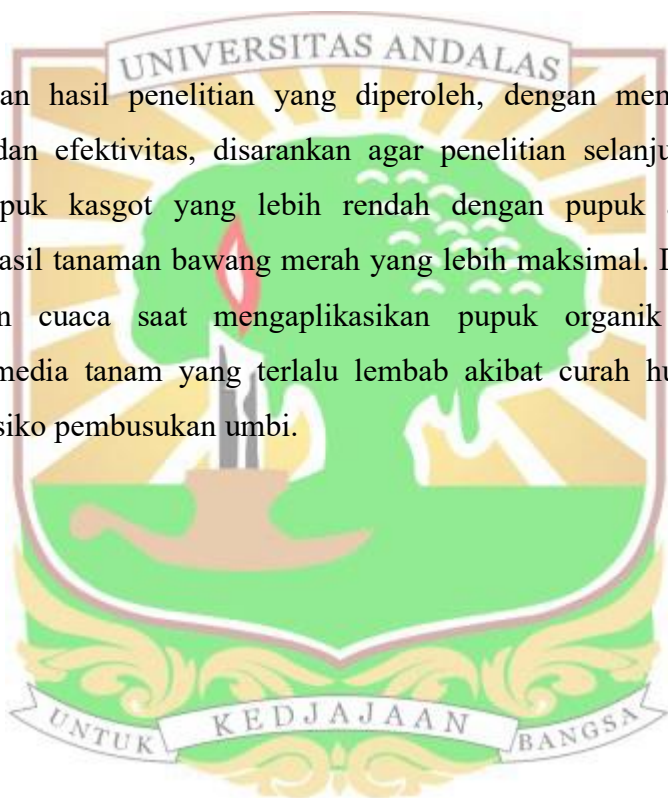 UNIVERSITAS ANDALAS
an hasil penelitian yang diperoleh, dengan men
dan efektivitas, disarankan agar penelitian selanju
puk kasgot yang lebih rendah dengan pupuk
asil tanaman bawang merah yang lebih maksimal. D
n cuaca saat mengaplikasikan pupuk organik
media tanam yang terlalu lembab akibat curah hu
siko pembusukan umbi.
UNTUK KEDJAJAAN BANGSA